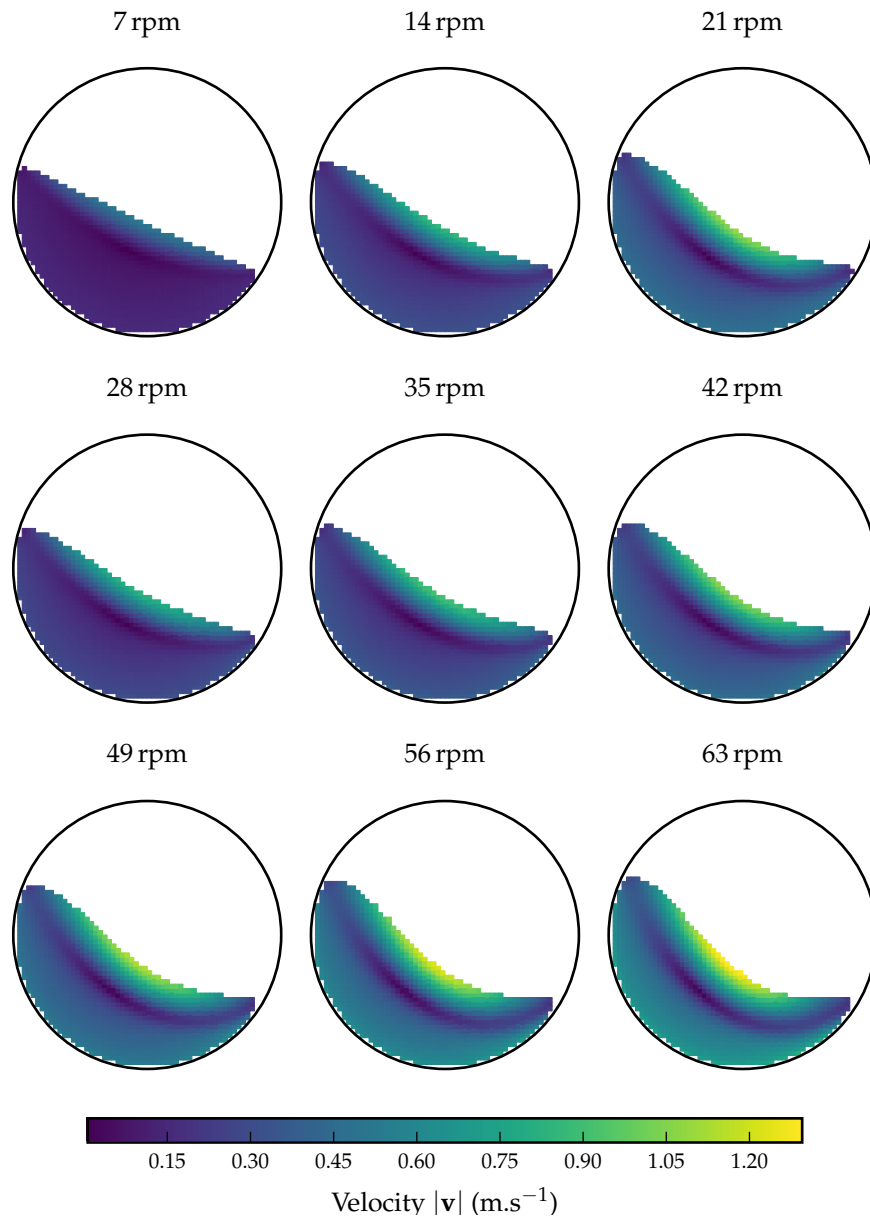 7 rpm 14 rpm 21 rpm
28 rpm 35 rpm 42 rpm
49 rpm 56 rpm 63 rpm
0.15 0.30 0.45 0.60 0.75 0.90 1.05 1.20
Velocity |v| (m.s⁻¹)